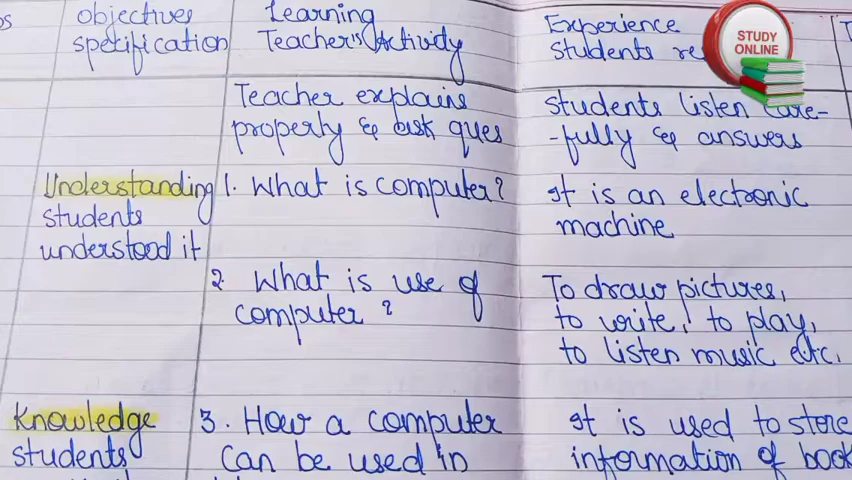 os
objectives
specification
Learning
Teacher's Activity
Experience
Students re
STUDY
ONLINE
Teacher explains
property & ask ques
Students listen care-
-fully & answers
Understanding
students
understood it
1. What is computer?
It is an electronic
machine
2. What is use of
computer?
To draw pictures,
to write, to play,
to listen music etc.
Knowledge
students
3. How a computer
can be used in
It is used to store
information of book